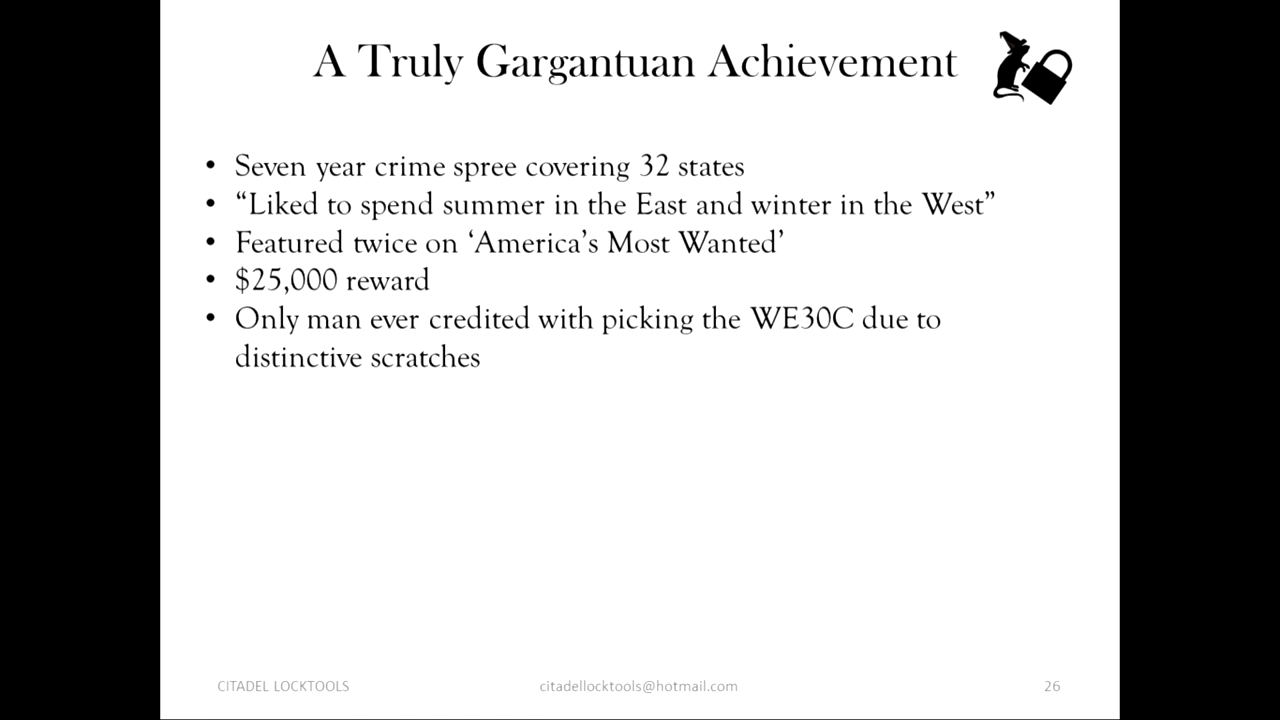 A Truly Gargantuan Achievement
• Seven year crime spree covering 32 states
• “Liked to spend summer in the East and winter in the West”
• Featured twice on ‘America’s Most Wanted’
• $25,000 reward
• Only man ever credited with picking the WE30C due to
distinctive scratches
CITADEL LOCKTOOLS
citadellocktools@hotmail.com
26